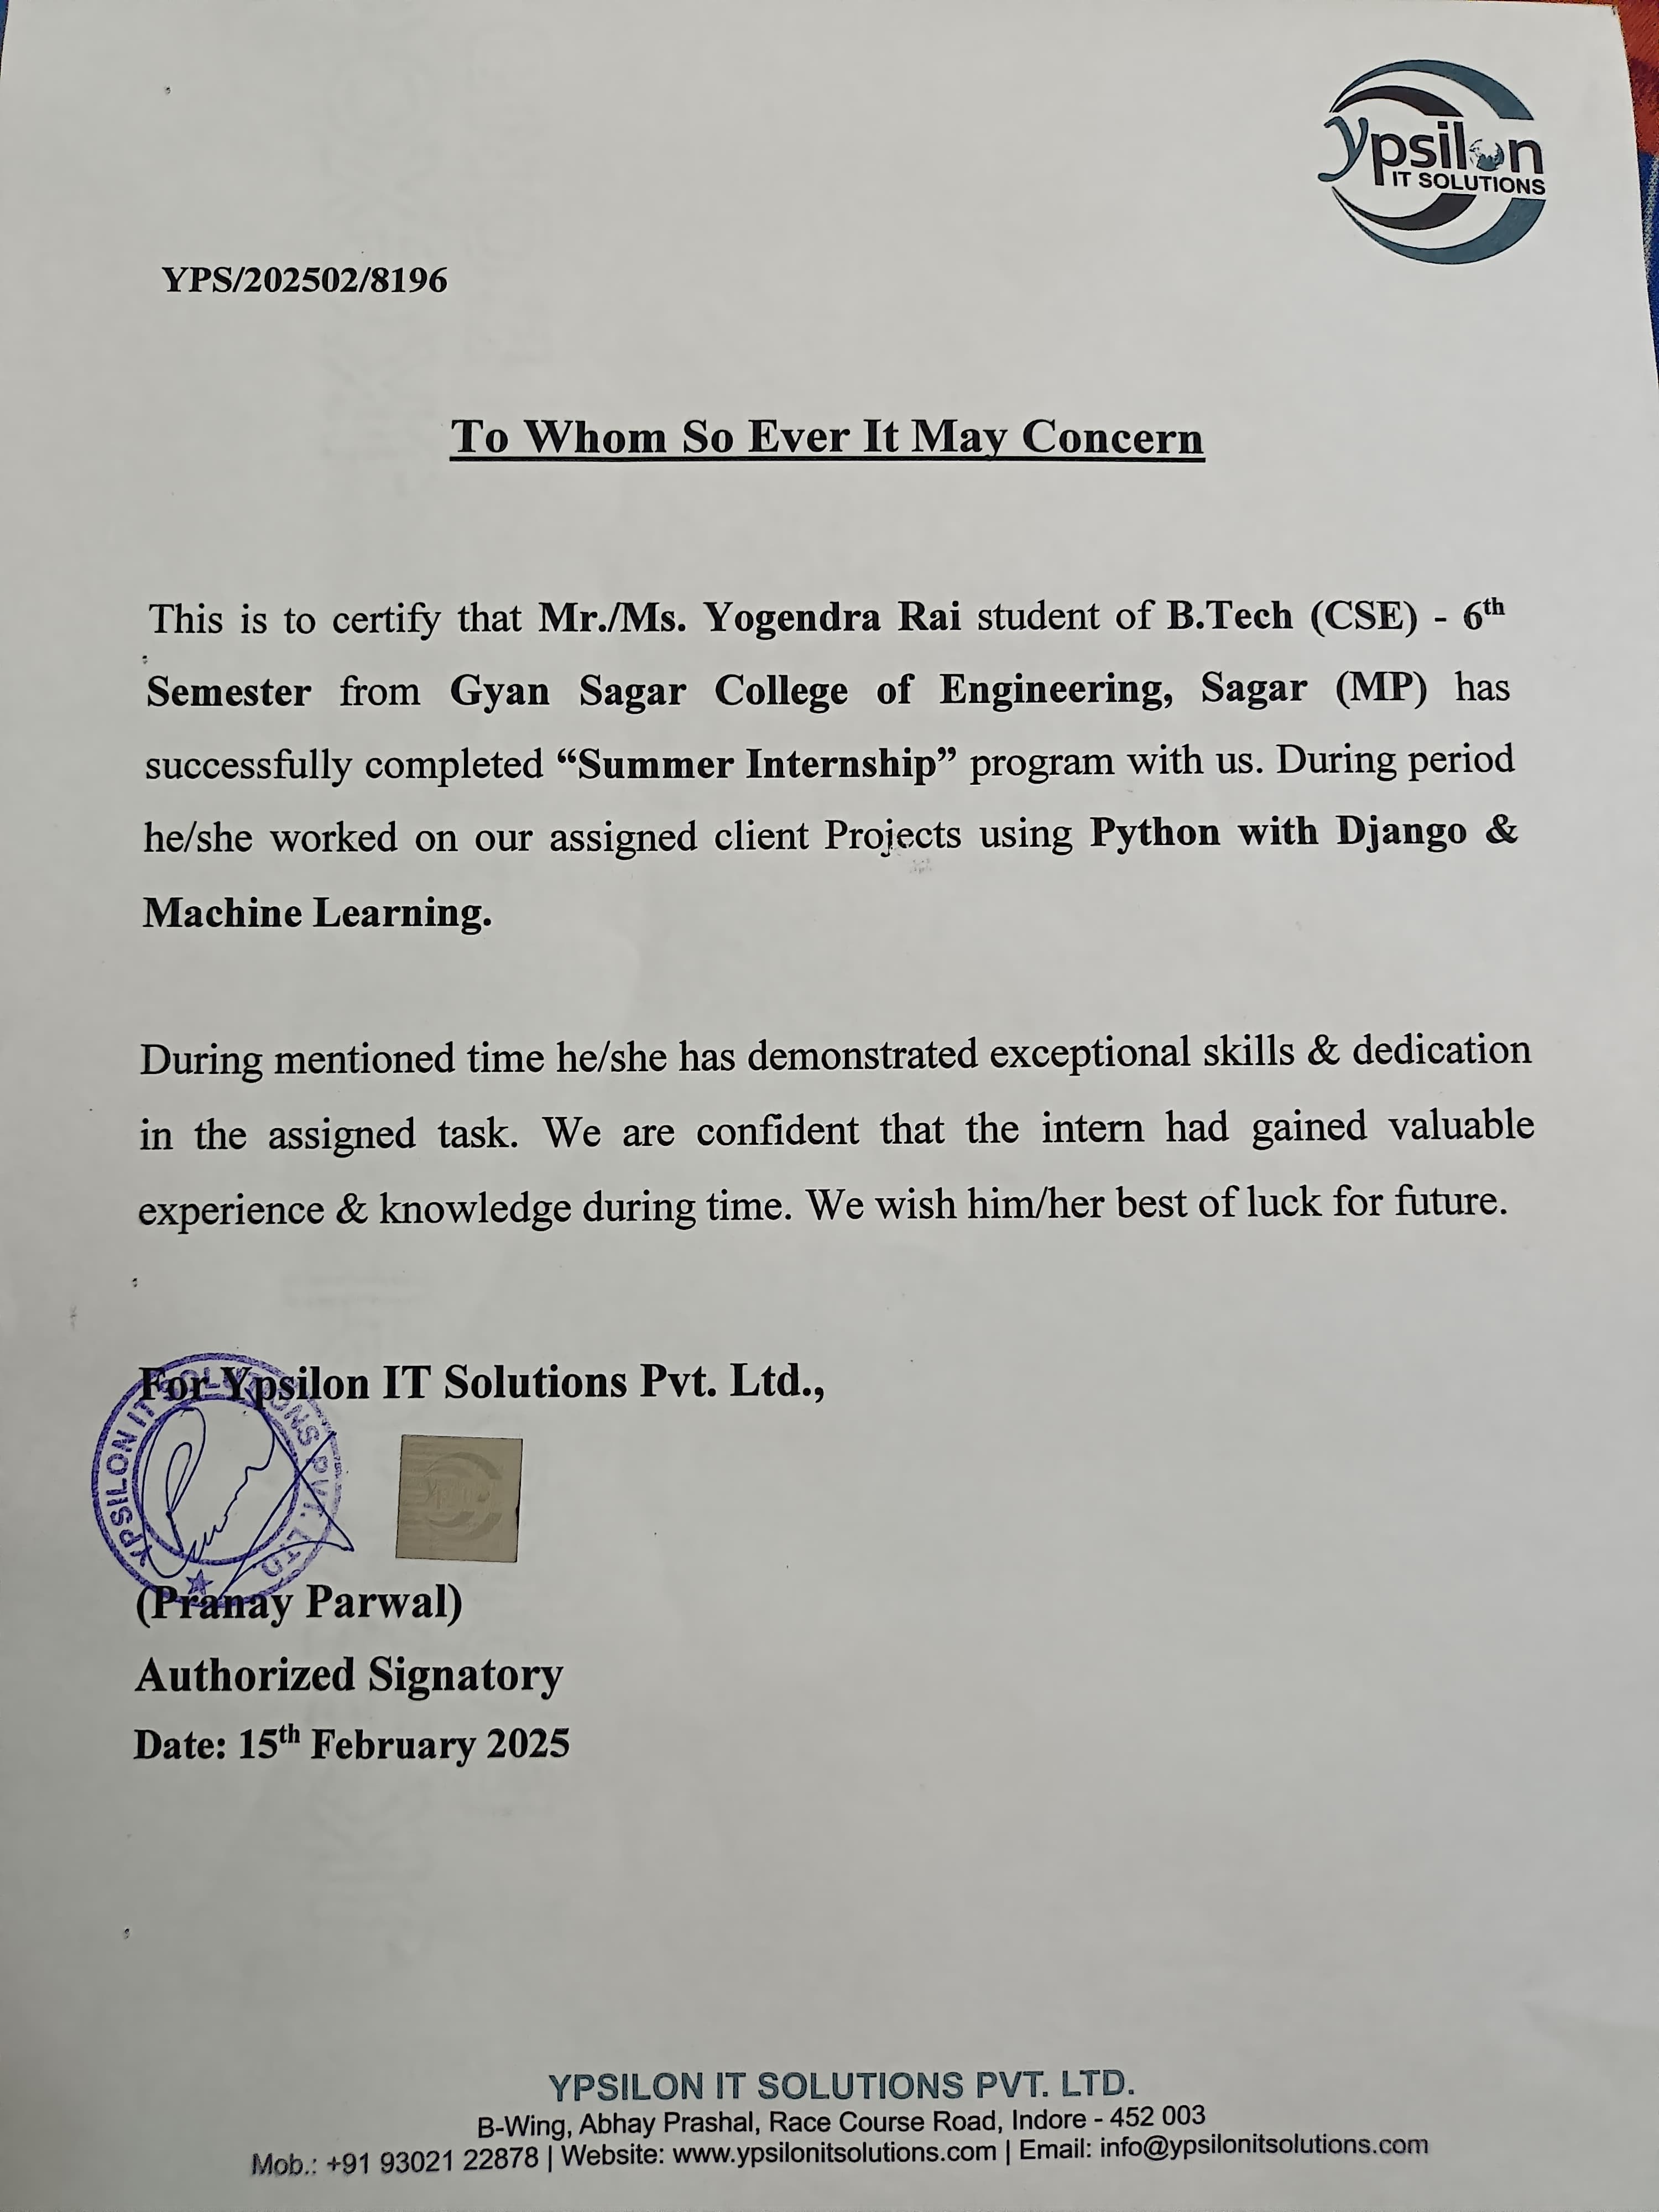 Ypsilon
IT SOLUTIONS
YPS/202502/8196
To Whom So Ever It May Concern
This is to certify that Mr./Ms. Yogendra Rai student of B.Tech (CSE) - 6th
Semester from Gyan Sagar College of Engineering, Sagar (MP) has
successfully completed “Summer Internship” program with us. During period
he/she worked on our assigned client Projects using Python with Django &
Machine Learning.
During mentioned time he/she has demonstrated exceptional skills & dedication
in the assigned task. We are confident that the intern had gained valuable
experience & knowledge during time. We wish him/her best of luck for future.
For Ypsilon IT Solutions Pvt. Ltd.,
YPSILON IT SOLUTIONS PVT. LTD
(Pranay Parwal)
Authorized Signatory
Date: 15th February 2025
YPSILON IT SOLUTIONS PVT. LTD.
B-Wing, Abhay Prashal, Race Course Road, Indore - 452 003
Mob.: +91 93021 22878 | Website: www.ypsilonitsolutions.com | Email: info@ypsilonitsolutions.com